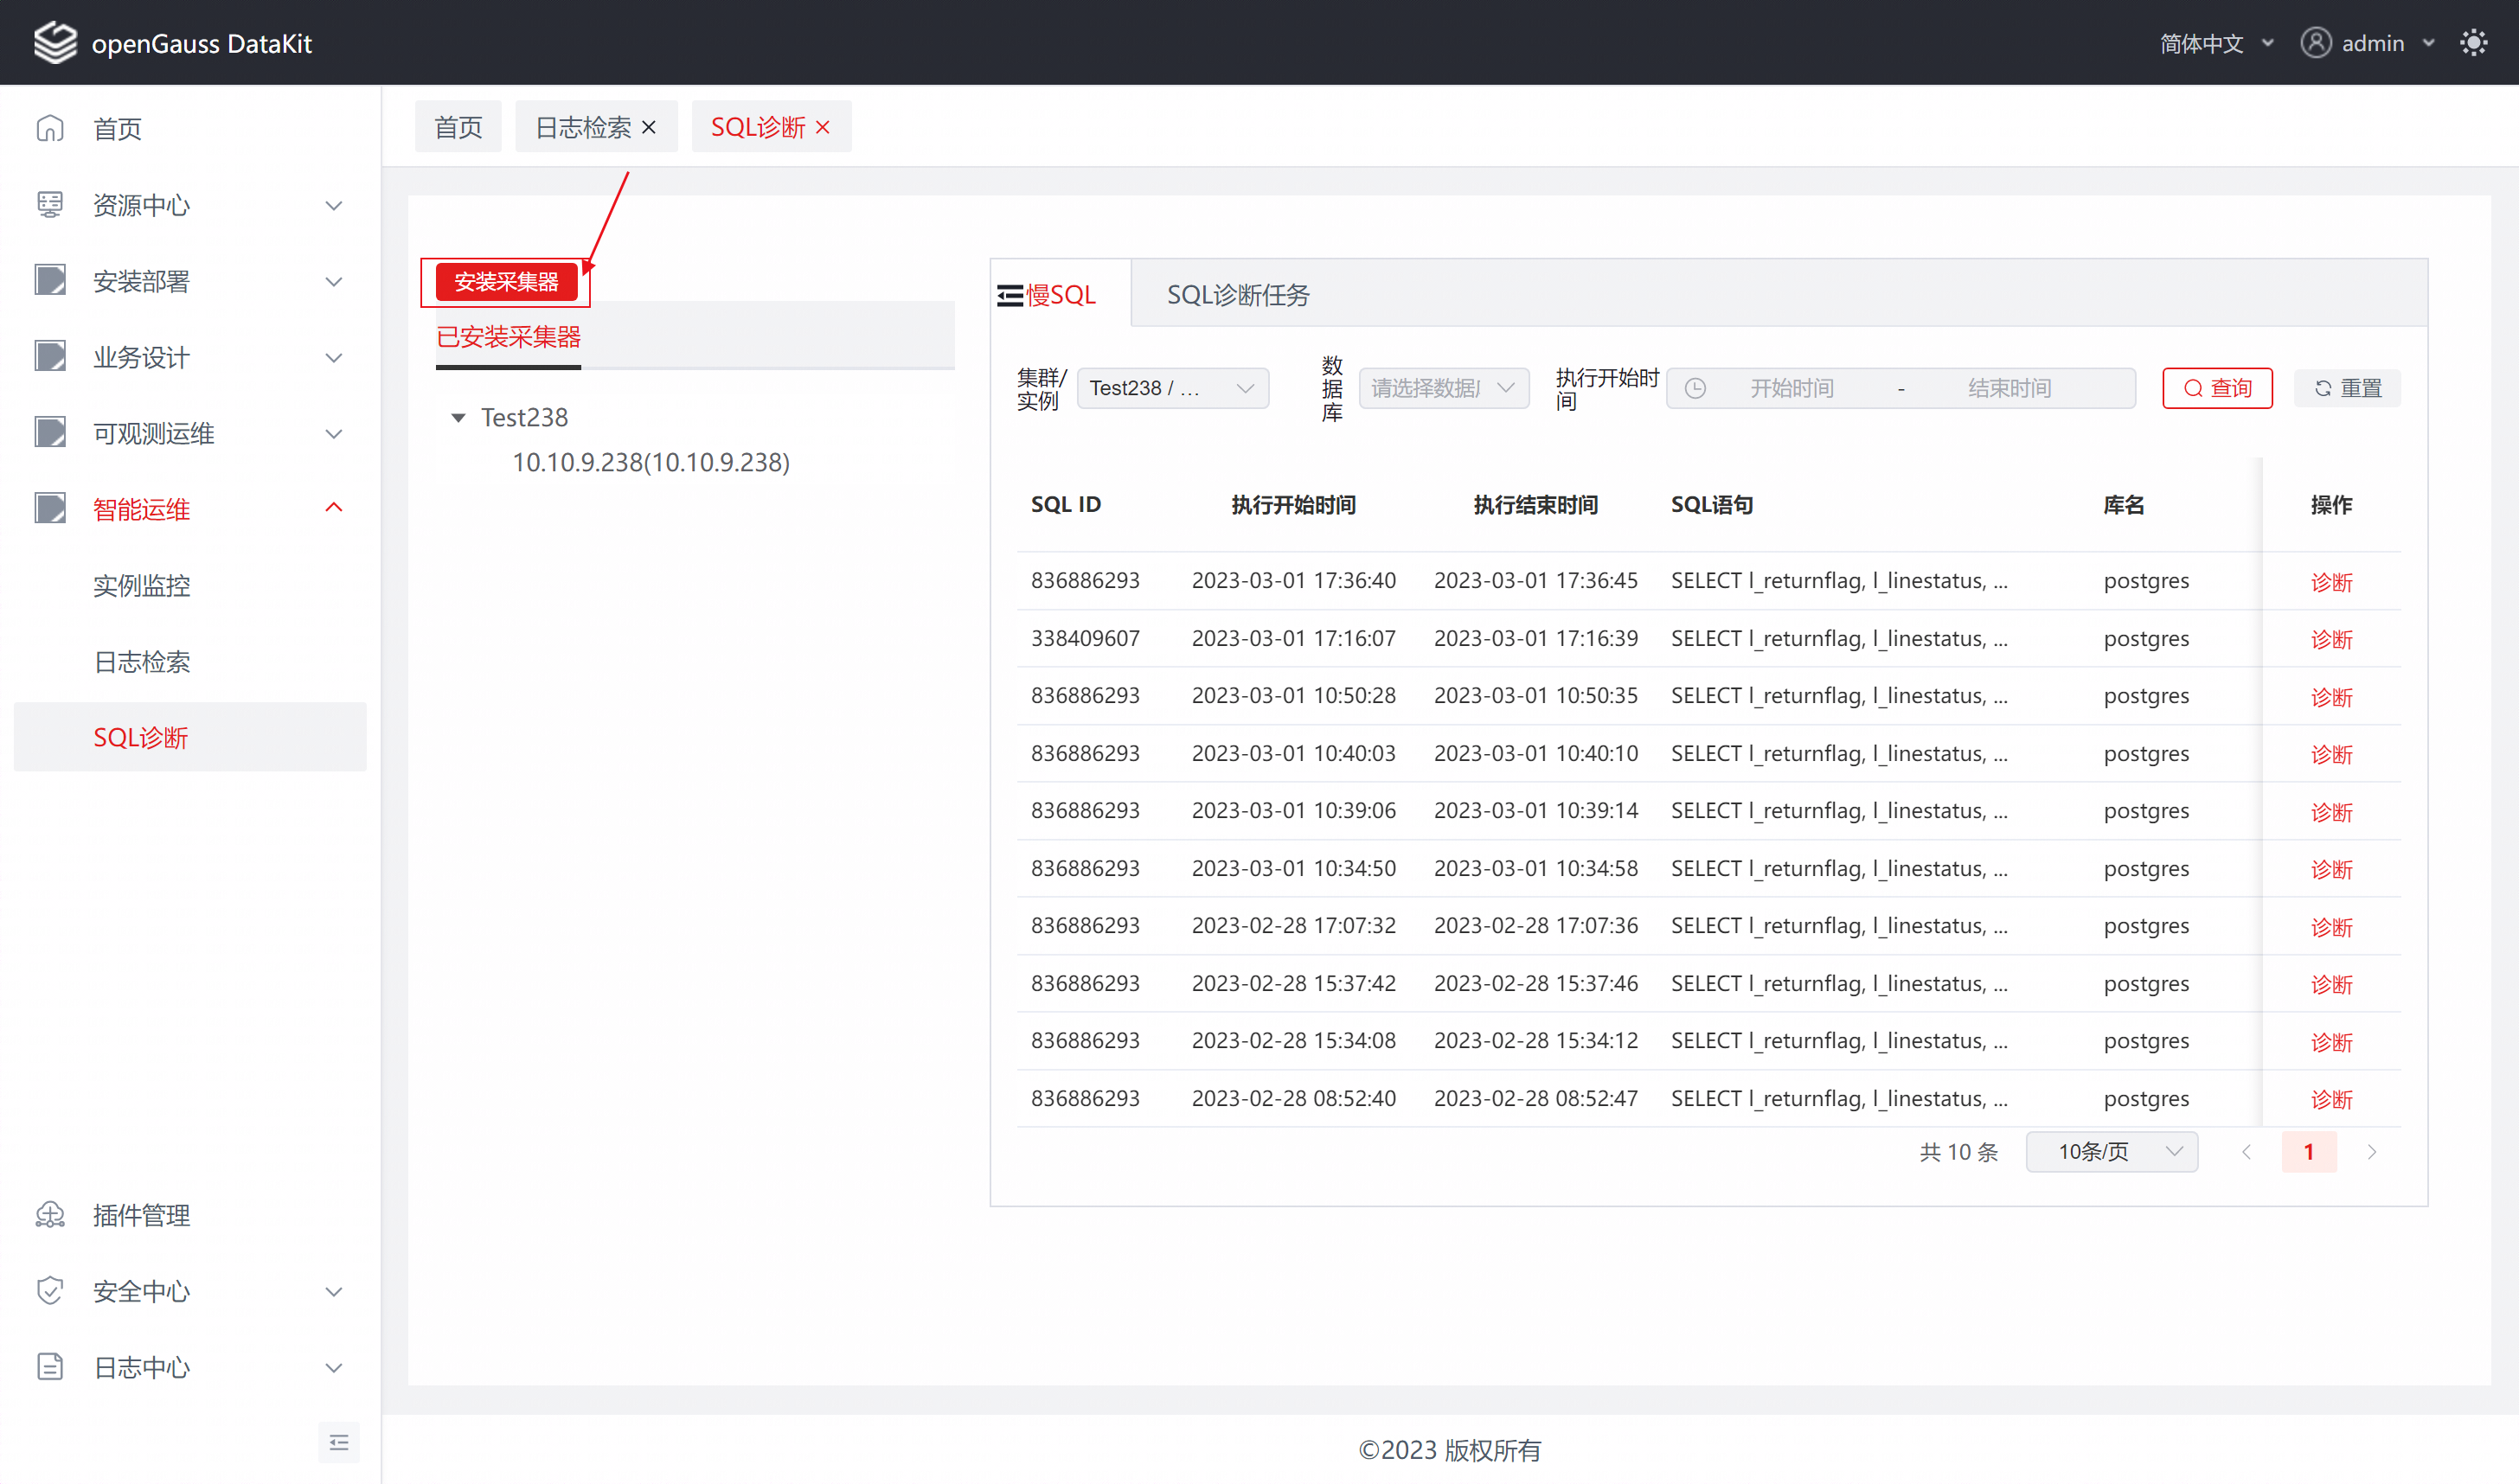 openGauss DataKit
简体中文
admin
首页
资源中心
安装部署
业务设计
可观测运维
智能运维
实例监控
日志检索
SQL诊断
插件管理
安全中心
日志中心
首页
日志检索
SQL诊断
安装采集器
已安装采集器
Test238
10.10.9.238(10.10.9.238)
慢SQL
SQL诊断任务
集群/
实例
Test238 / ...
数
据
库
请选择数据
执行开始时
间
开始时间 - 结束时间
查询
重置
SQL ID 执行开始时间 执行结束时间 SQL语句 库名 操作
836886293 2023-03-01 17:36:40 2023-03-01 17:36:45 SELECT l_returnflag, l_linestatus, ... postgres 诊断
338409607 2023-03-01 17:16:07 2023-03-01 17:16:39 SELECT l_returnflag, l_linestatus, ... postgres 诊断
836886293 2023-03-01 10:50:28 2023-03-01 10:50:35 SELECT l_returnflag, l_linestatus, ... postgres 诊断
836886293 2023-03-01 10:40:03 2023-03-01 10:40:10 SELECT l_returnflag, l_linestatus, ... postgres 诊断
836886293 2023-03-01 10:39:06 2023-03-01 10:39:14 SELECT l_returnflag, l_linestatus, ... postgres 诊断
836886293 2023-03-01 10:34:50 2023-03-01 10:34:58 SELECT l_returnflag, l_linestatus, ... postgres 诊断
836886293 2023-02-28 17:07:32 2023-02-28 17:07:36 SELECT l_returnflag, l_linestatus, ... postgres 诊断
836886293 2023-02-28 15:37:42 2023-02-28 15:37:46 SELECT l_returnflag, l_linestatus, ... postgres 诊断
836886293 2023-02-28 15:34:08 2023-02-28 15:34:12 SELECT l_returnflag, l_linestatus, ... postgres 诊断
836886293 2023-02-28 08:52:40 2023-02-28 08:52:47 SELECT l_returnflag, l_linestatus, ... postgres 诊断
共 10 条 10条/页 1
©2023 版权所有